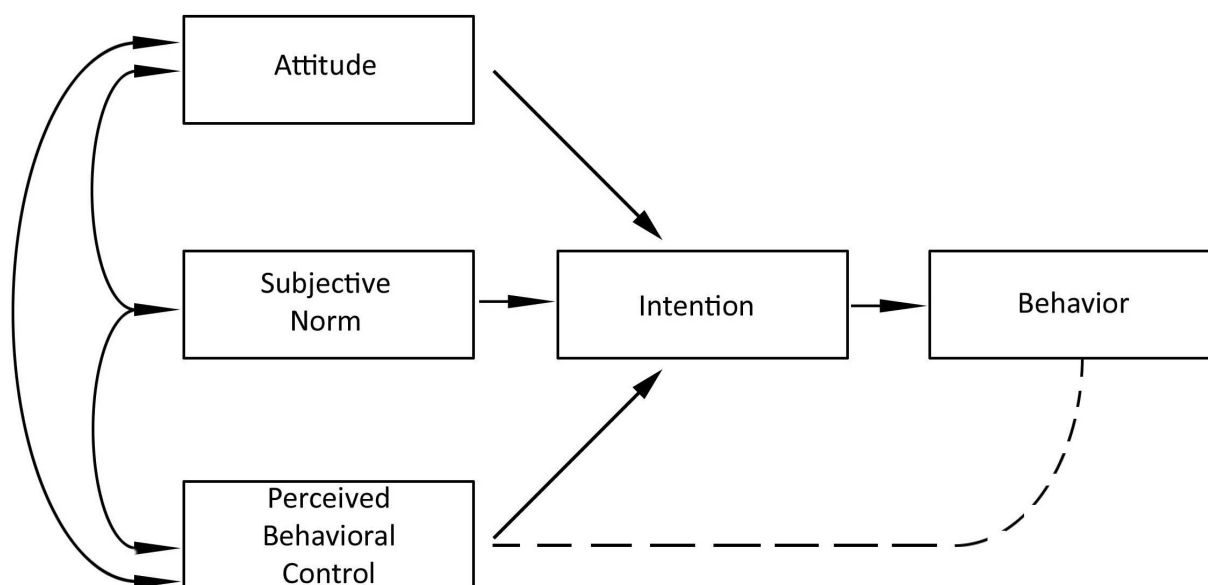 Attitude
Subjective
Norm
Intention
Behavior
Perceived
Behavioral
Control